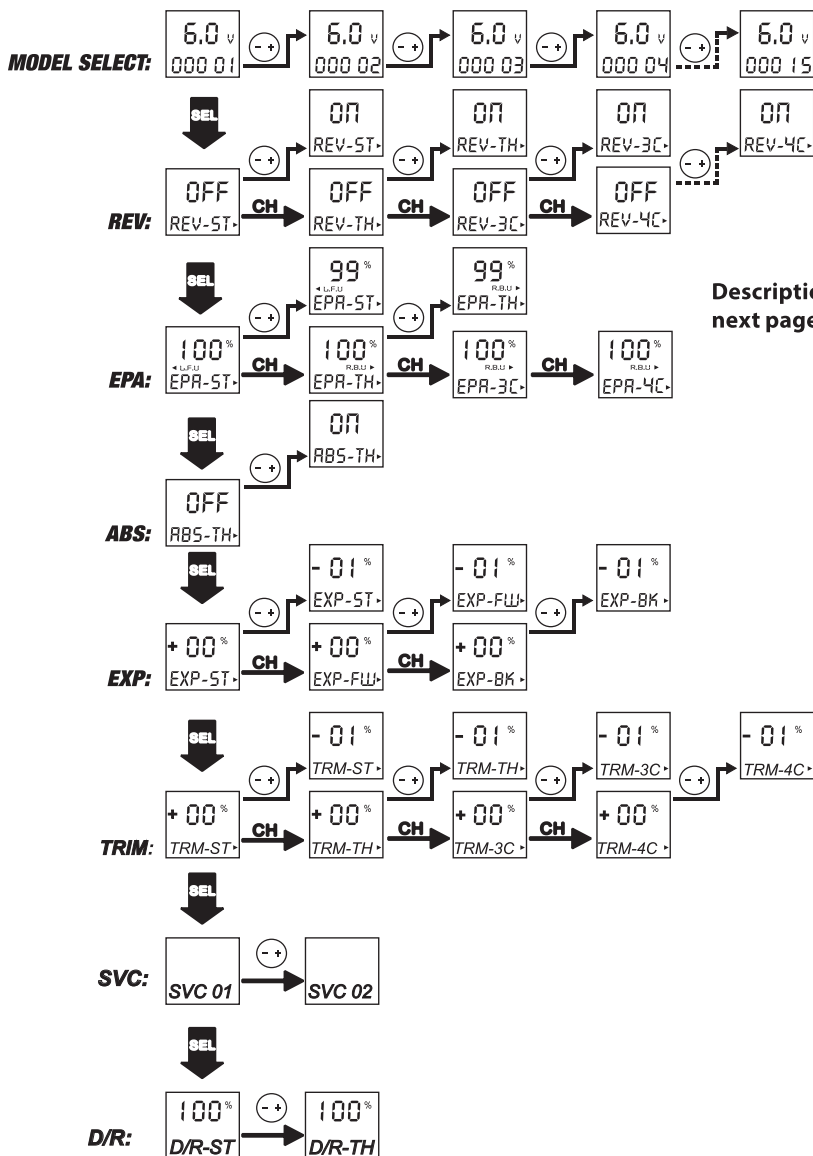 MODEL SELECT:
6.0 V 6.0 V 6.0 V 6.0 V 6.0 V
000 01 - + 000 02 - + 000 03 - + 000 04 - + 000 15
SEL
ON ON ON ON
REV-ST REV-TH REV-3C REV-4C
- + - + - + - +
REV:
OFF OFF OFF OFF
REV-ST CH REV-TH CH REV-3C CH REV-4C
SEL
99% 99%
L.F.U R.B.U
EPA-ST EPA-TH
Descriptio
next page
- + - +
EPA:
100% 100% 100% 100%
L.F.U R.B.U R.B.U R.B.U
EPA-ST CH EPA-TH CH EPA-3C CH EPA-4C
SEL
ON
ABS-TH
- +
ABS:
OFF
ABS-TH
SEL
- 01% - 01% - 01%
EXP-ST EXP-FW EXP-BK
- + - + - +
EXP:
+ 00% + 00% + 00%
EXP-ST CH EXP-FW CH EXP-BK
SEL
- 01% - 01% - 01% - 01%
TRM-ST TRM-TH TRM-3C TRM-4C
- + - + - + - +
TRIM:
+ 00% + 00% + 00% + 00%
TRM-ST CH TRM-TH CH TRM-3C CH TRM-4C
SEL
SVC:
SVC 01 - + SVC 02
SEL
D/R:
100% - + 100%
D/R-ST D/R-TH